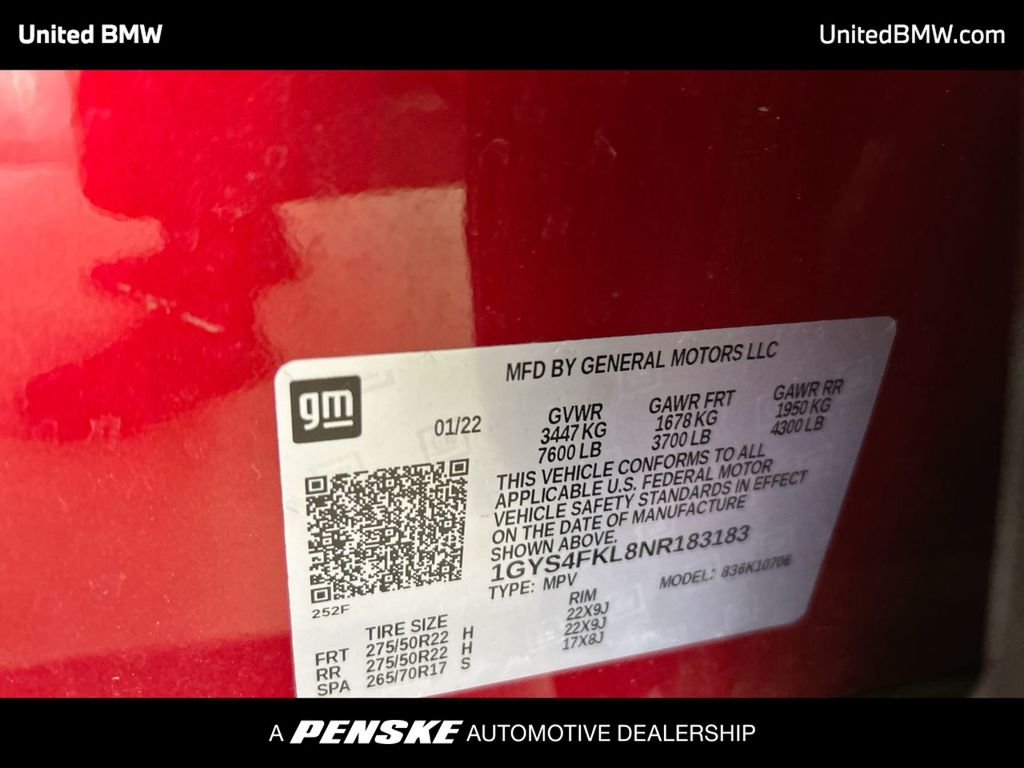 United BMW
UnitedBMW.com
MFD BY GENERAL MOTORS LLC
gm
01/22
GVWR
3447 KG
7600 LB
GAWR FRT
1678 KG
3700 LB
GAWR RR
1950 KG
4300 LB
THIS VEHICLE CONFORMS TO ALL
APPLICABLE U.S. FEDERAL MOTOR
VEHICLE SAFETY STANDARDS IN EFFECT
ON THE DATE OF MANUFACTURE
SHOWN ABOVE.
1GYS4FKL8NR183183
TYPE: MPV
MODEL: 836K10706
252F
TIRE SIZE
RIM
FRT 275/50R22 H 22X9J
RR 275/50R22 H 22X9J
SPA 265/70R17 S 17X8J
A PENSKE AUTOMOTIVE DEALERSHIP